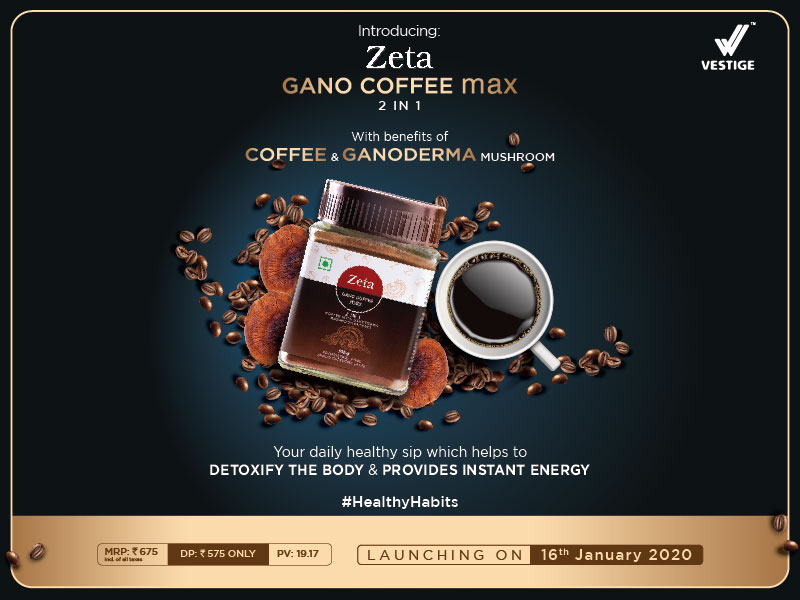 Introducing:
Zeta
GANO COFFEE max
2 IN 1
VESTIGE
TM
With benefits of
COFFEE & GANODERMA MUSHROOM
Zeta
GANO COFFEE
2 IN 1
Your daily healthy sip which helps to
DETOXIFY THE BODY & PROVIDES INSTANT ENERGY
#HealthyHabits
MRP: ₹ 675
Incl. of all taxes
DP: ₹ 575 ONLY
PV: 19.17
LAUNCHING ON 16th January 2020